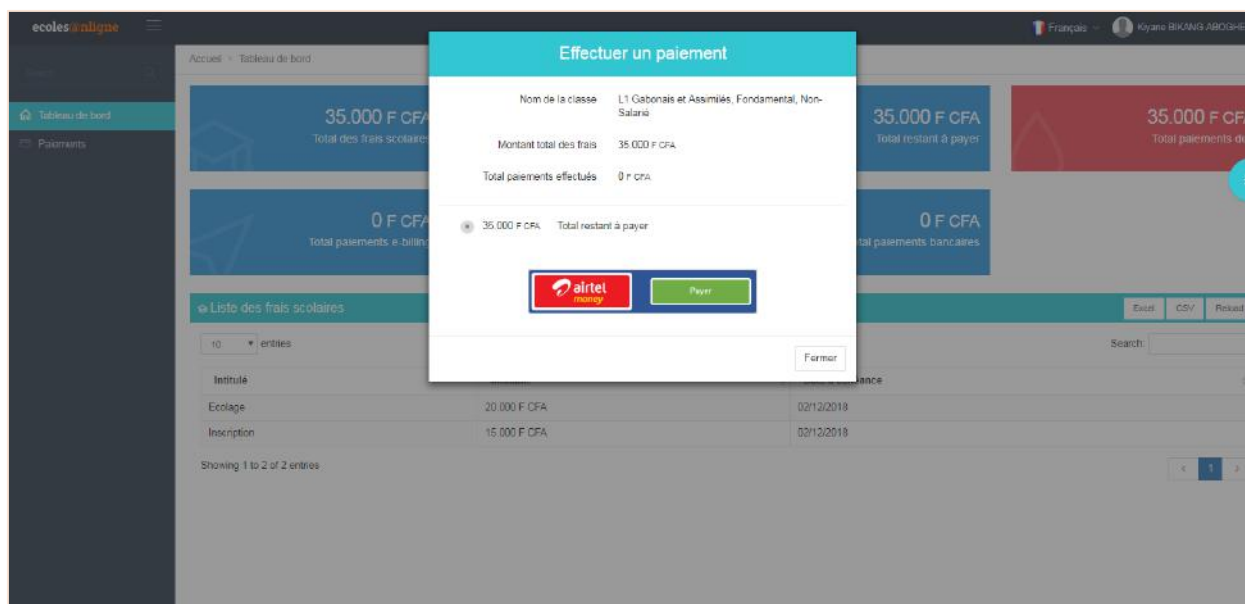 ecoles@nligne
Français
Kiyane BIKANG ABOGHE
Accueil > Tableau de bord
Tableau de bord
Paiements
35.000 F CFA
Total des frais scolaires
35.000 F CFA
Total restant à payer
35.000 F CFA
Total paiements
0 F CFA
Total paiements e-billing
0 F CFA
paiements bancaires
Effectuer un paiement
Nom de la classe
L1 Gabonais et Assimilés, Fondamental, Non-
Salarié
Montant total des frais
35.000 F CFA
Total paiements effectués
0 F CFA
35.000 F CFA Total restant à payer
airtel
money
Payer
Fermer
Liste des frais scolaires
Excel CSV Reload
10 entries
Search:
Intitulé
Ecolage 20.000 F CFA 02/12/2018
Inscription 15.000 F CFA 02/12/2018
Showing 1 to 2 of 2 entries
1